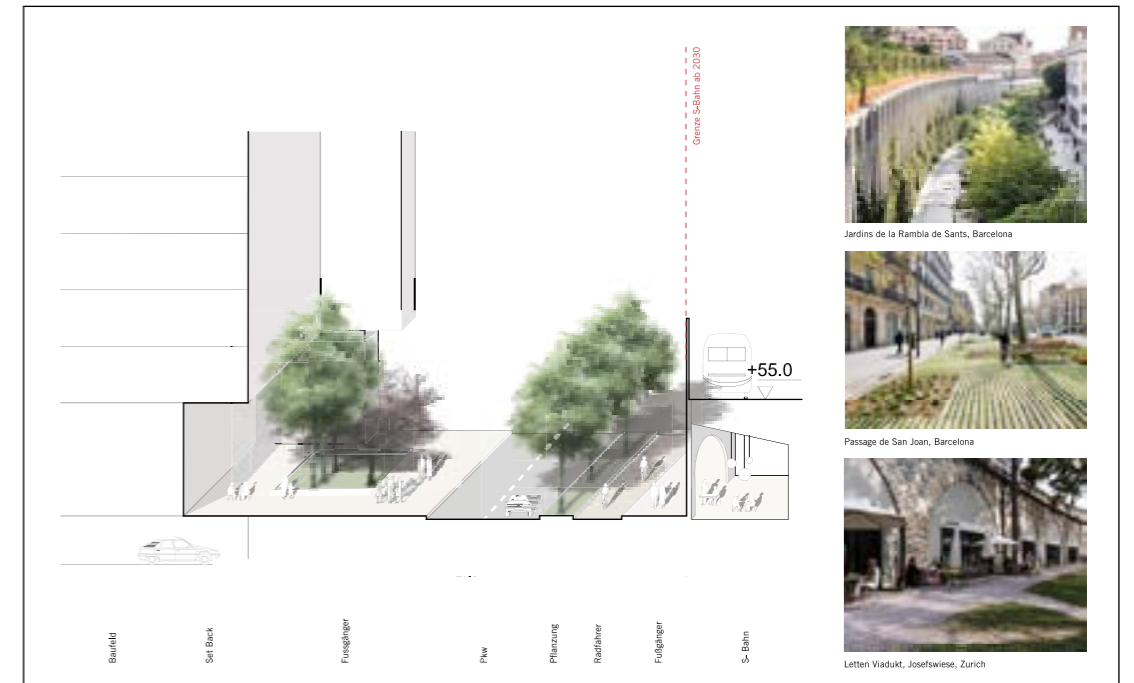 Grenze S-Bahn ab 2030
+55.0
Baufeld
Set Back
Fussgänger
Pkw
Pflanzung
Radfahrer
Fußgänger
S- Bahn
Jardins de la Rambla de Sants, Barcelona
Passage de San Joan, Barcelona
Letten Viadukt, Josefswiese, Zurich